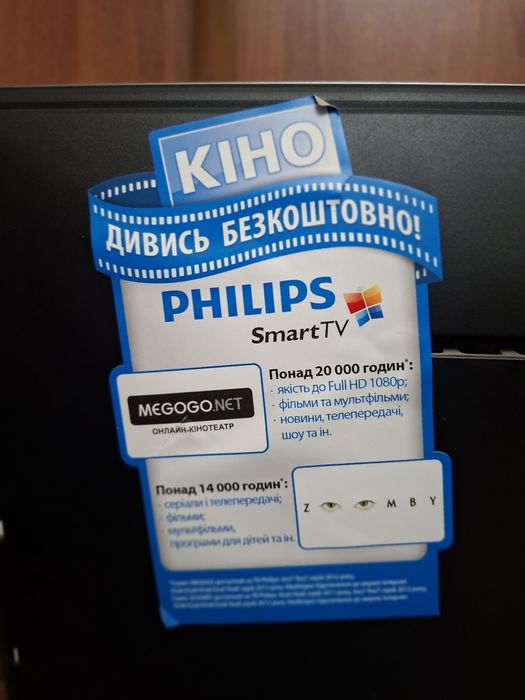 КІНО
ДИВИСЬ БЕЗКОШТОВНО!
PHILIPS
SmartTV
Понад 20 000 годин*:
· якість до Full HD 1080p;
· фільми та мультфільми;
· новини, телепередачі,
шоу та ін.
MEGOGO.NET
ОНЛАЙН-КІНОТЕАТР
Понад 14 000 годин*:
· серіали і телепередачі;
· фільми;
· мультфільми,
програми для дітей та ін.
Z M B Y